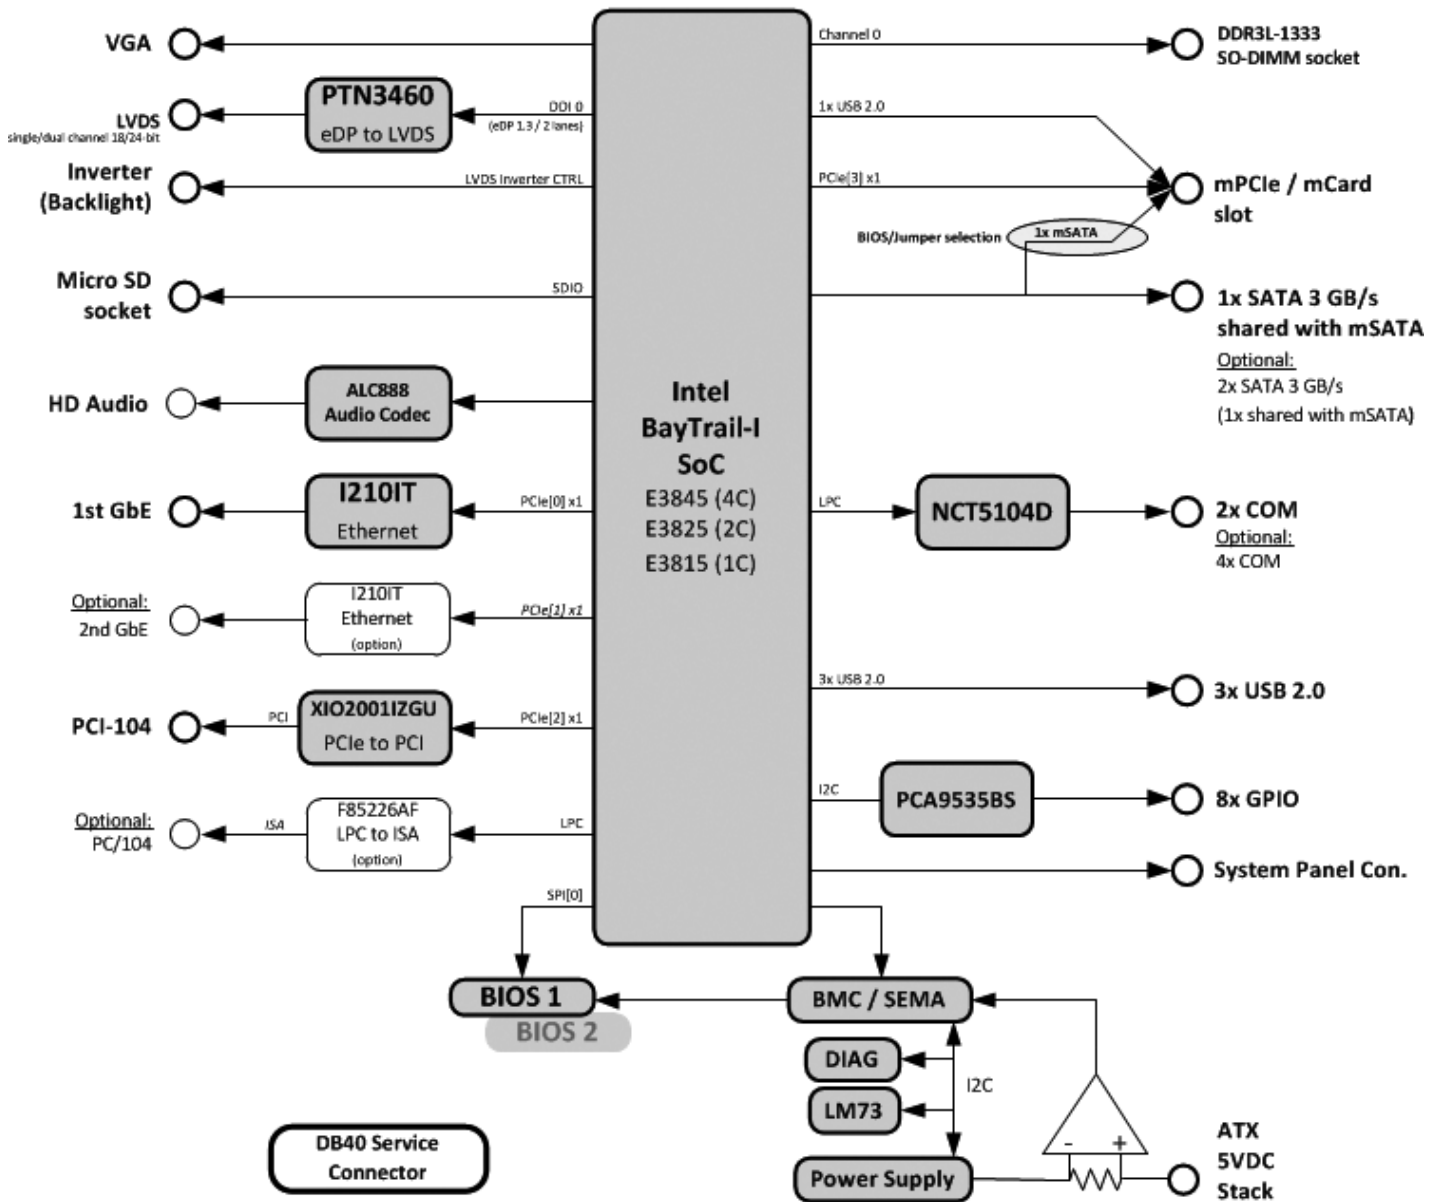 VGA
PTN3460
eDP to LVDS
DDI 0
(eDP 1.3 / 2 lanes)
LVDS
single/dual channel 18/24-bit
Inverter
(Backlight)
LVDS Inverter CTRL
Micro SD
socket
SDIO
HD Audio
ALC888
Audio Codec
1st GbE
I210IT
Ethernet
PCIe[0] x1
Optional:
2nd GbE
I210IT
Ethernet
(option)
PCIe[1] x1
PCI-104
PCI
XIO2001IZGU
PCIe to PCI
PCIe[2] x1
Optional:
PC/104
ISA
F85226AF
LPC to ISA
(option)
LPC
SPI[0]
Intel
BayTrail-I
SoC
E3845 (4C)
E3825 (2C)
E3815 (1C)
Channel 0
DDR3L-1333
SO-DIMM socket
1x USB 2.0
PCIe[3] x1
mPCIe / mCard
slot
BIOS/Jumper selection
1x mSATA
1x SATA 3 GB/s
shared with mSATA
Optional:
2x SATA 3 GB/s
(1x shared with mSATA)
LPC
NCT5104D
2x COM
Optional:
4x COM
3x USB 2.0
3x USB 2.0
I2C
PCA9535BS
8x GPIO
System Panel Con.
BIOS 1
BIOS 2
BMC / SEMA
DIAG
LM73
I2C
Power Supply
- +
ATX
5VDC
Stack
DB40 Service
Connector